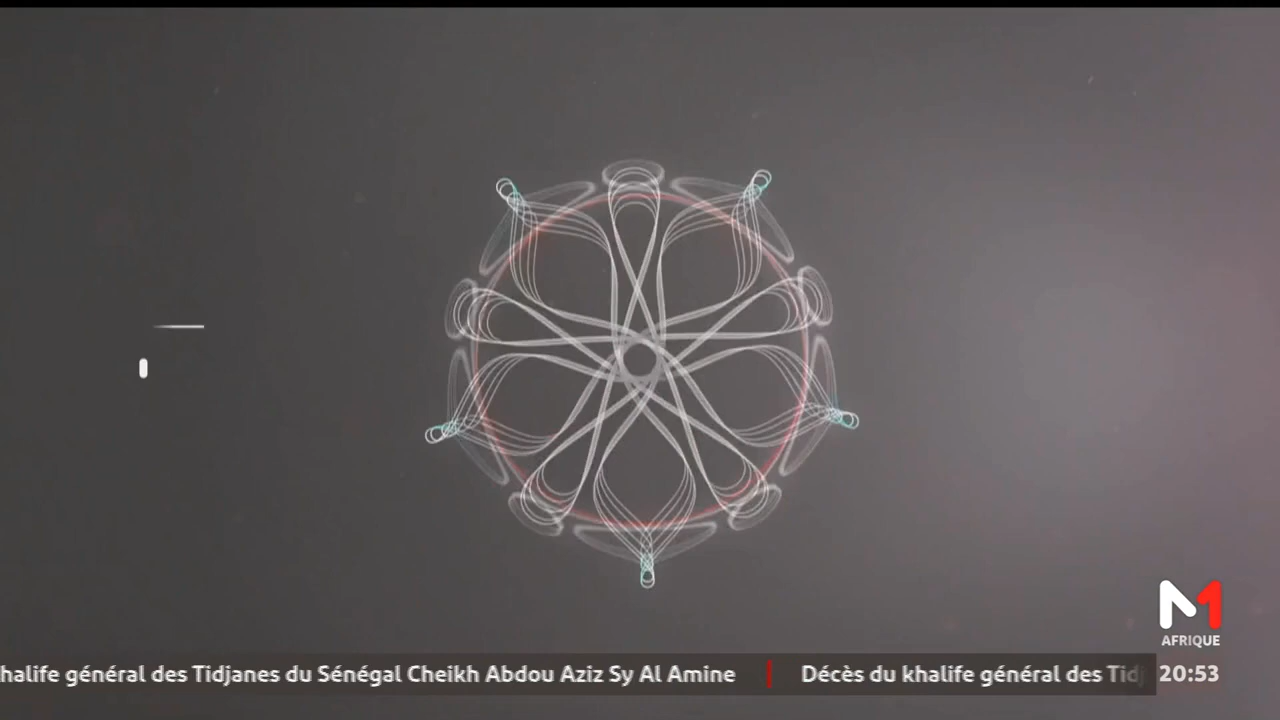 M1
AFRIQUE
général des Tidjanes du Sénégal Cheikh Abdou Aziz Sy Al Amine | Décès du khalife général des
20:53